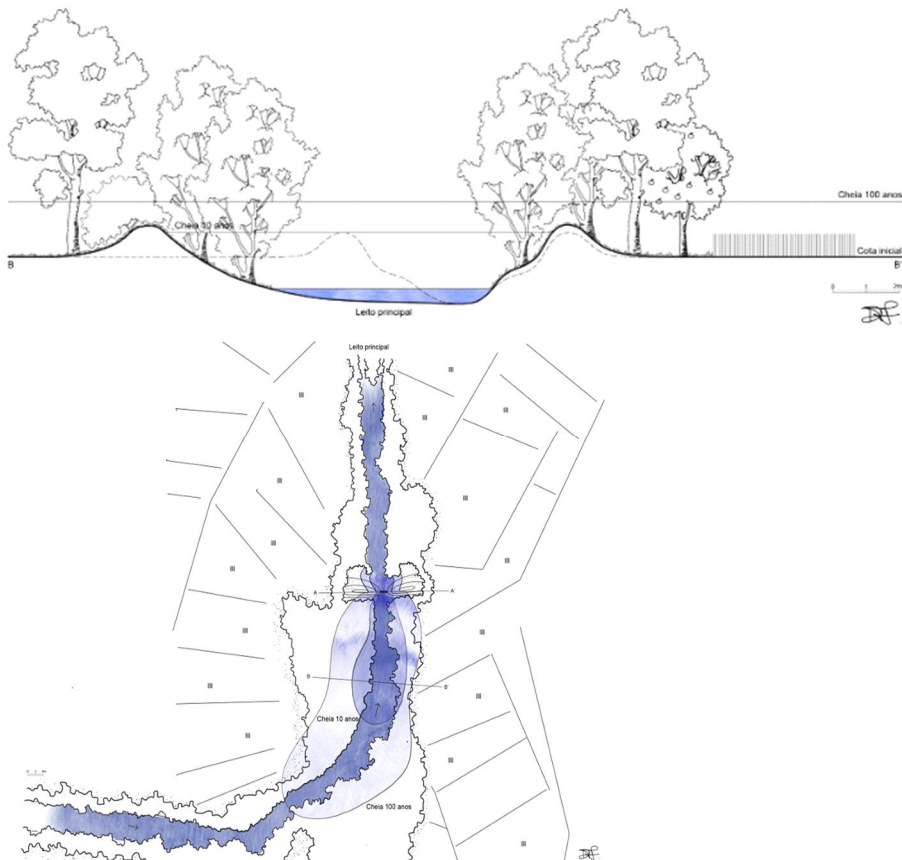 Cheia 100 anos
Cheia 10 anos
Cota inicial
B
B'
0 1 2m
Leito principal
Leito principal
A
A'
B
B'
Cheia 10 anos
Cheia 100 anos